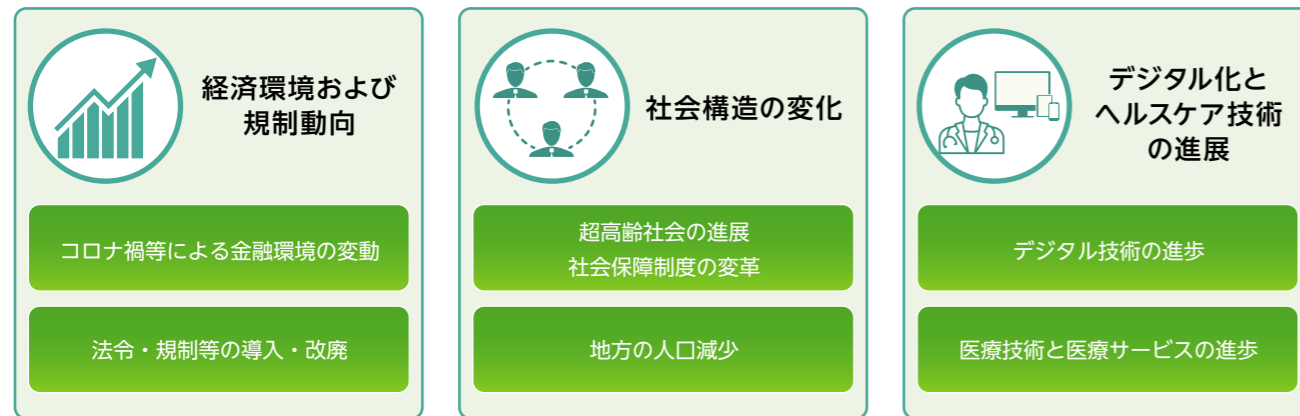 経済環境および
規制動向
コロナ禍等による金融環境の変動
法令・規制等の導入・改廃
社会構造の変化
超高齢社会の進展
社会保障制度の変革
地方の人口減少
デジタル化と
ヘルスケア技術
の進展
デジタル技術の進歩
医療技術と医療サービスの進歩